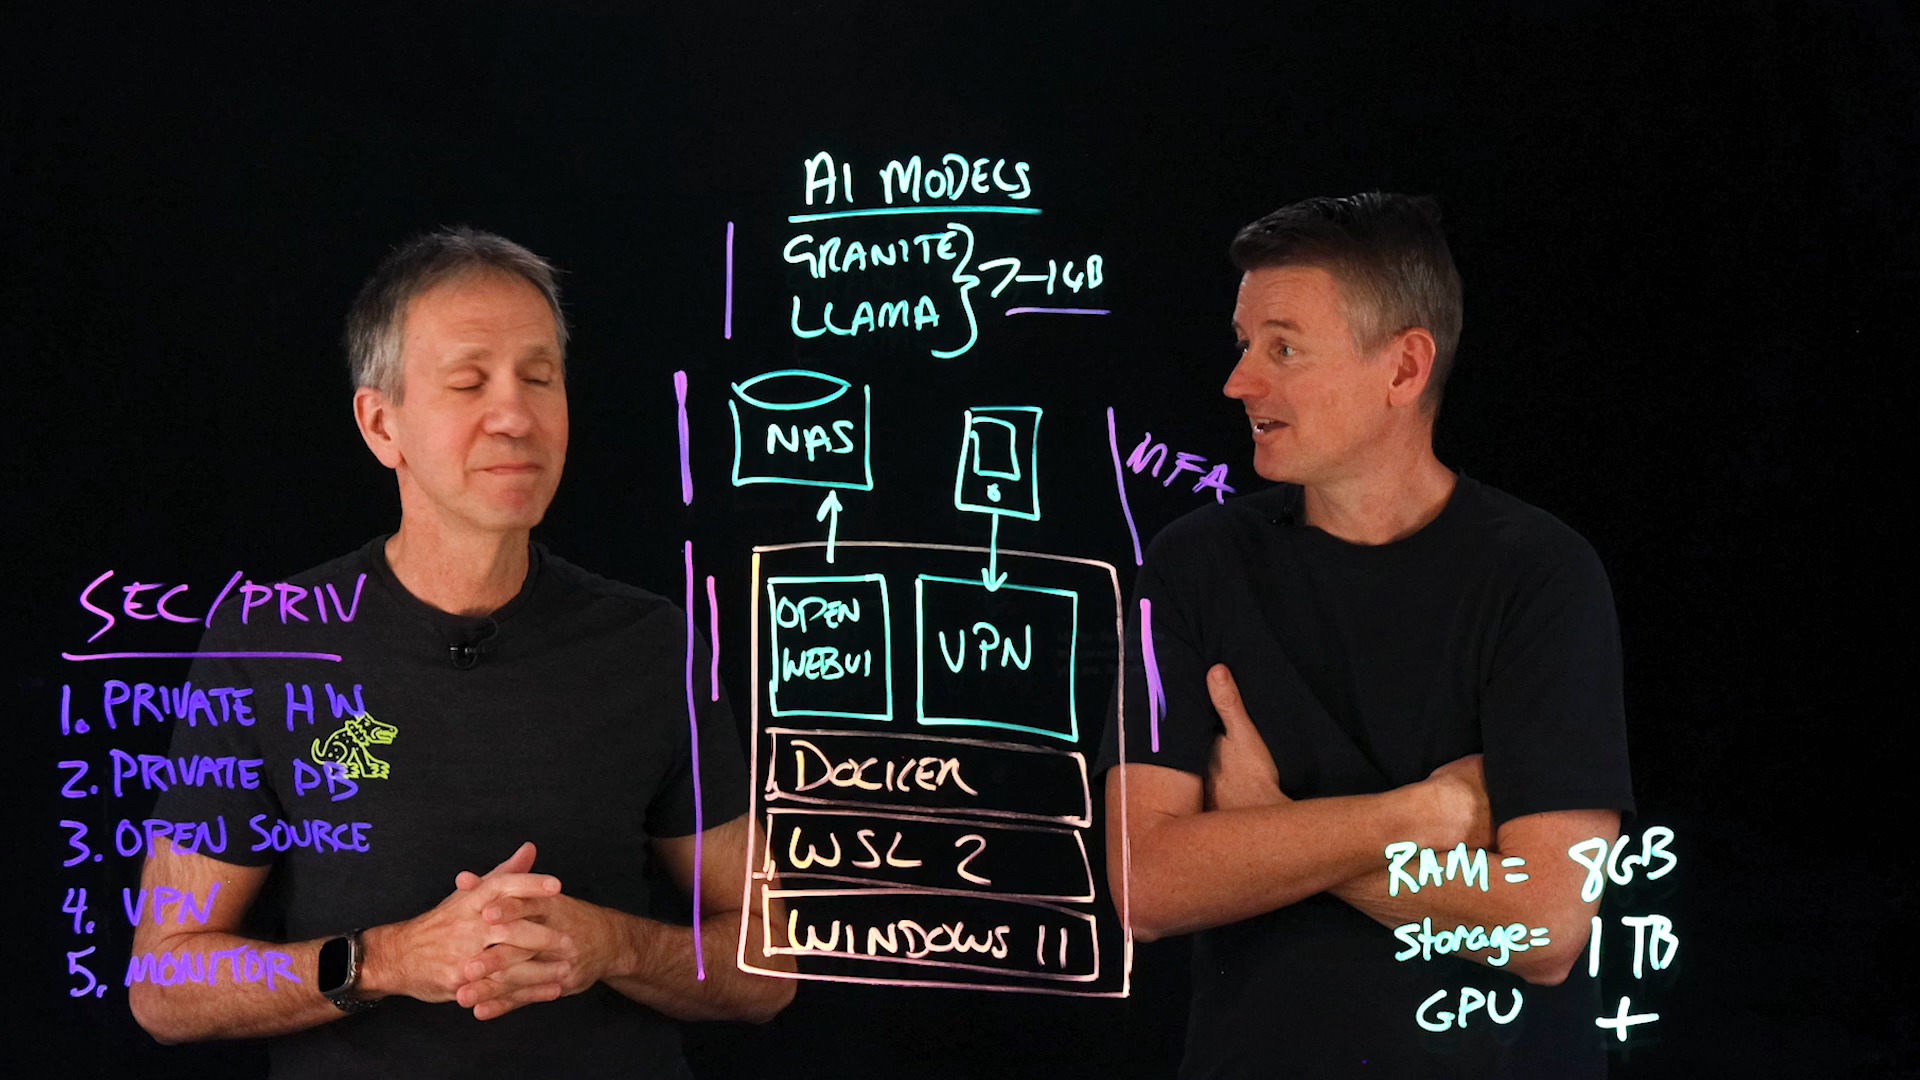 AI MODELS
GRANITE
LLAMA
7-14B
NAS
MFA
OPEN
WEBUI
VPN
DOCKER
WSL 2
WINDOWS 11
SEC/PRIV
1. PRIVATE HW
2. PRIVATE DB
3. OPEN SOURCE
4. VPN
5. MONITOR
RAM = 8GB
Storage= 1 TB
GPU +